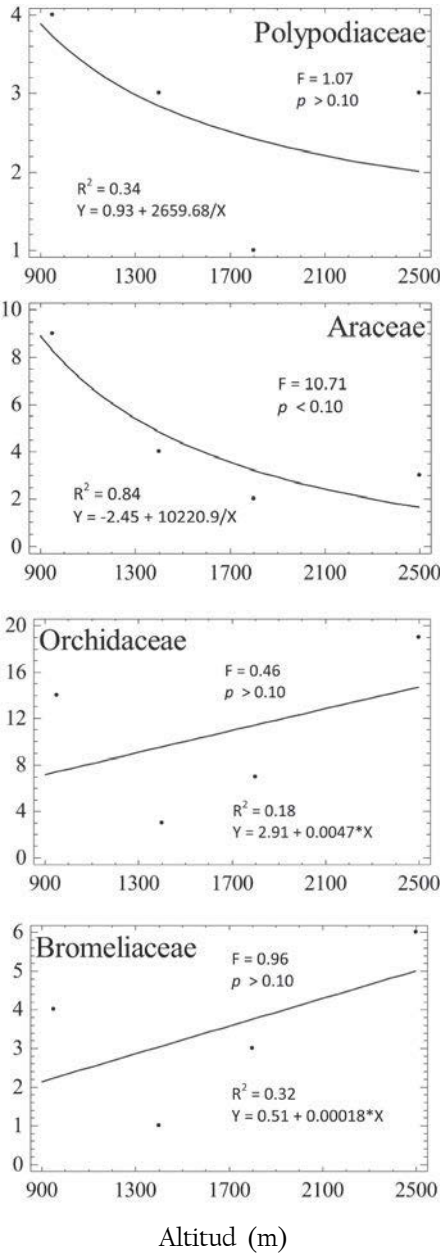 Polypodiaceae
F = 1.07
p > 0.10
R² = 0.34
Y = 0.93 + 2659.68/X
4
3
2
1
900 1300 1700 2100 2500
Araceae
F = 10.71
p < 0.10
R² = 0.84
Y = -2.45 + 10220.9/X
10
8
6
4
2
0
900 1300 1700 2100 2500
Orchidaceae
F = 0.46
p > 0.10
R² = 0.18
Y = 2.91 + 0.0047*X
20
16
12
8
4
0
900 1300 1700 2100 2500
Bromeliaceae
F = 0.96
p > 0.10
R² = 0.32
Y = 0.51 + 0.00018*X
6
5
4
3
2
1
0
900 1300 1700 2100 2500
Altitud (m)